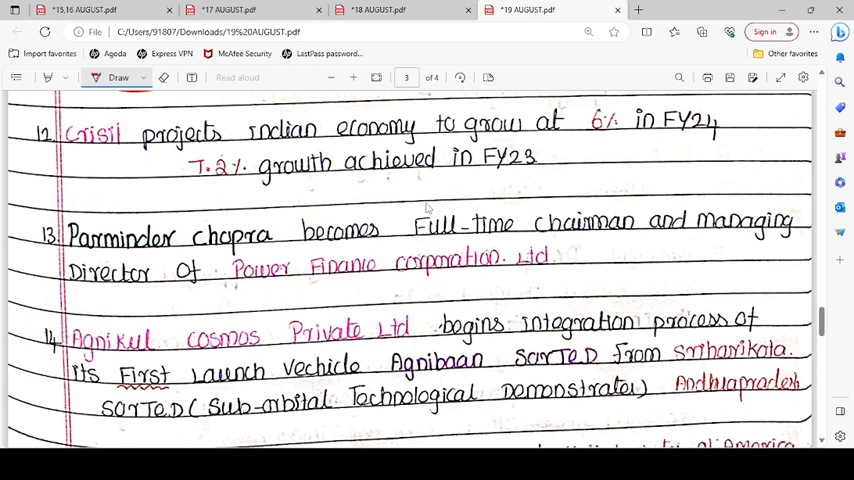 *15,16 AUGUST.pdf
*17 AUGUST.pdf
*18 AUGUST.pdf
*19 AUGUST.pdf
File C:/Users/91807/Downloads/19%20AUGUST.pdf
Sign in
Import favorites Agoda Express VPN McAfee Security LastPass password... Other favorites
Draw Read aloud 3 of 4
12. Crisil projects indian economy to grow at 6% in FY24
7.2% growth achieved in FY23
13. Parminder chopra becomes Full-time chairman and managing
Director Of Power Finance corporation. Ltd
14. Agnikul cosmos Private Ltd begins integration process of
its First Launch vechicle Agnibaan SORTED from Sriharikota.
SORTED (Sub-orbital Technological Demonstrator) Andhrapradesh
of America